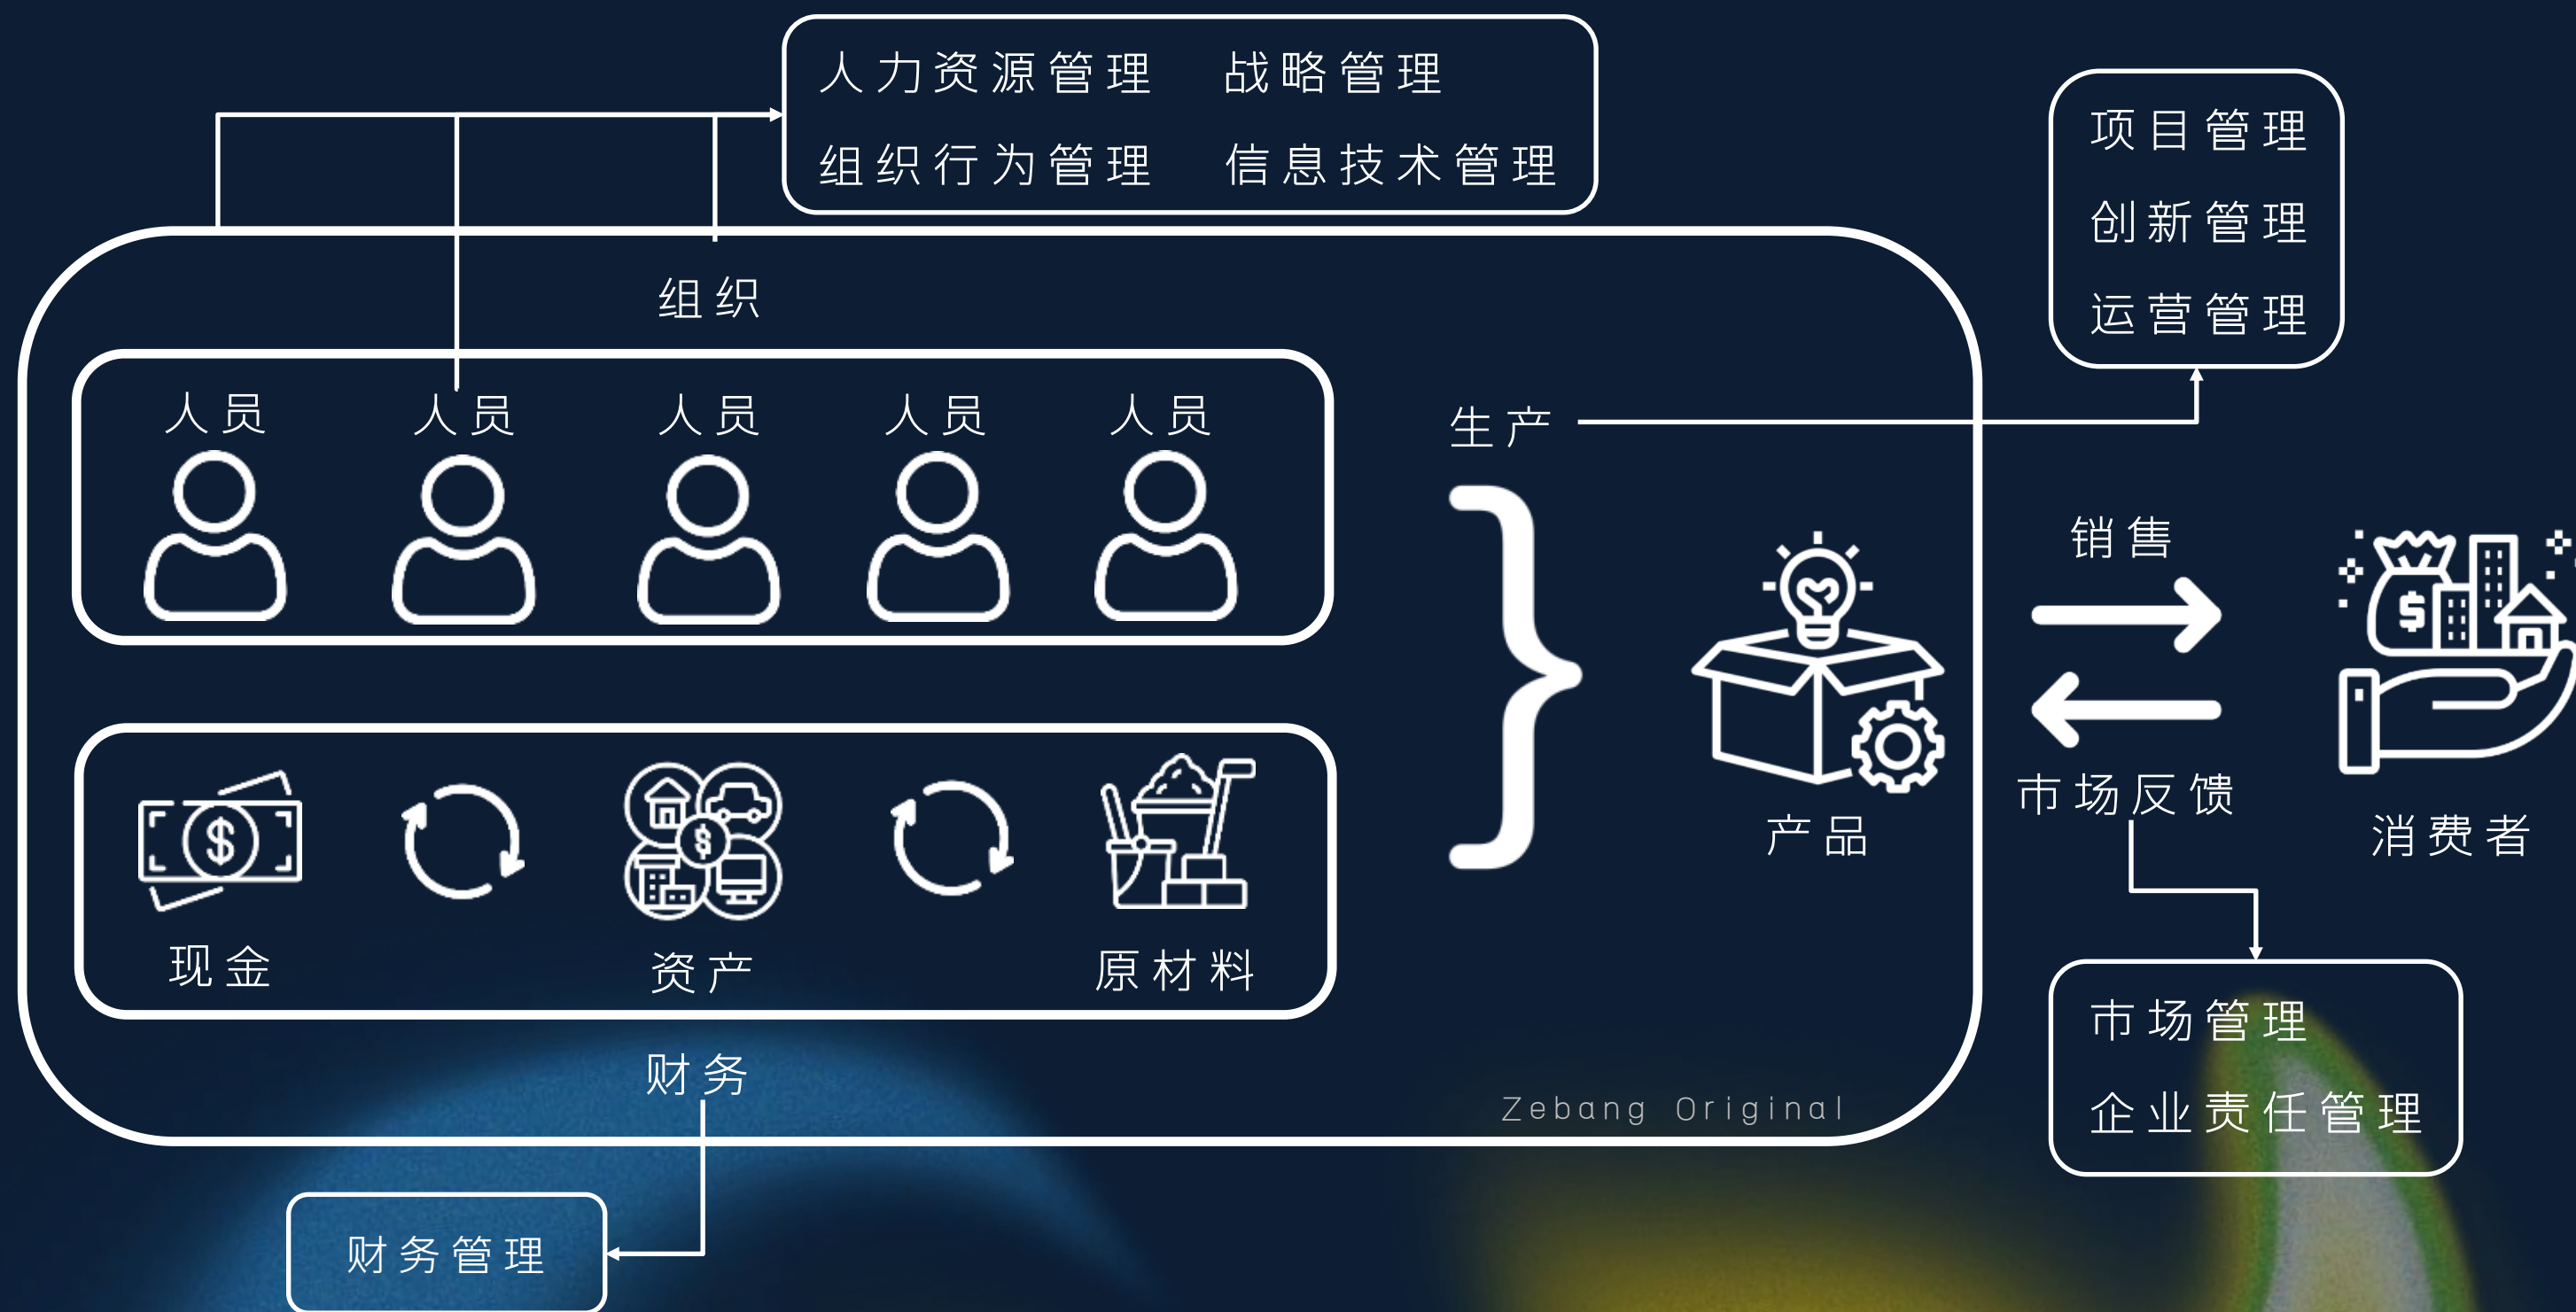 人力资源管理 战略管理
组织行为管理 信息技术管理
项目管理
创新管理
运营管理
组织
人员 人员 人员 人员 人员
生产
销售
市场反馈
产品
消费者
现金 资产 原材料
财务
Zebang Original
市场管理
企业责任管理
财务管理